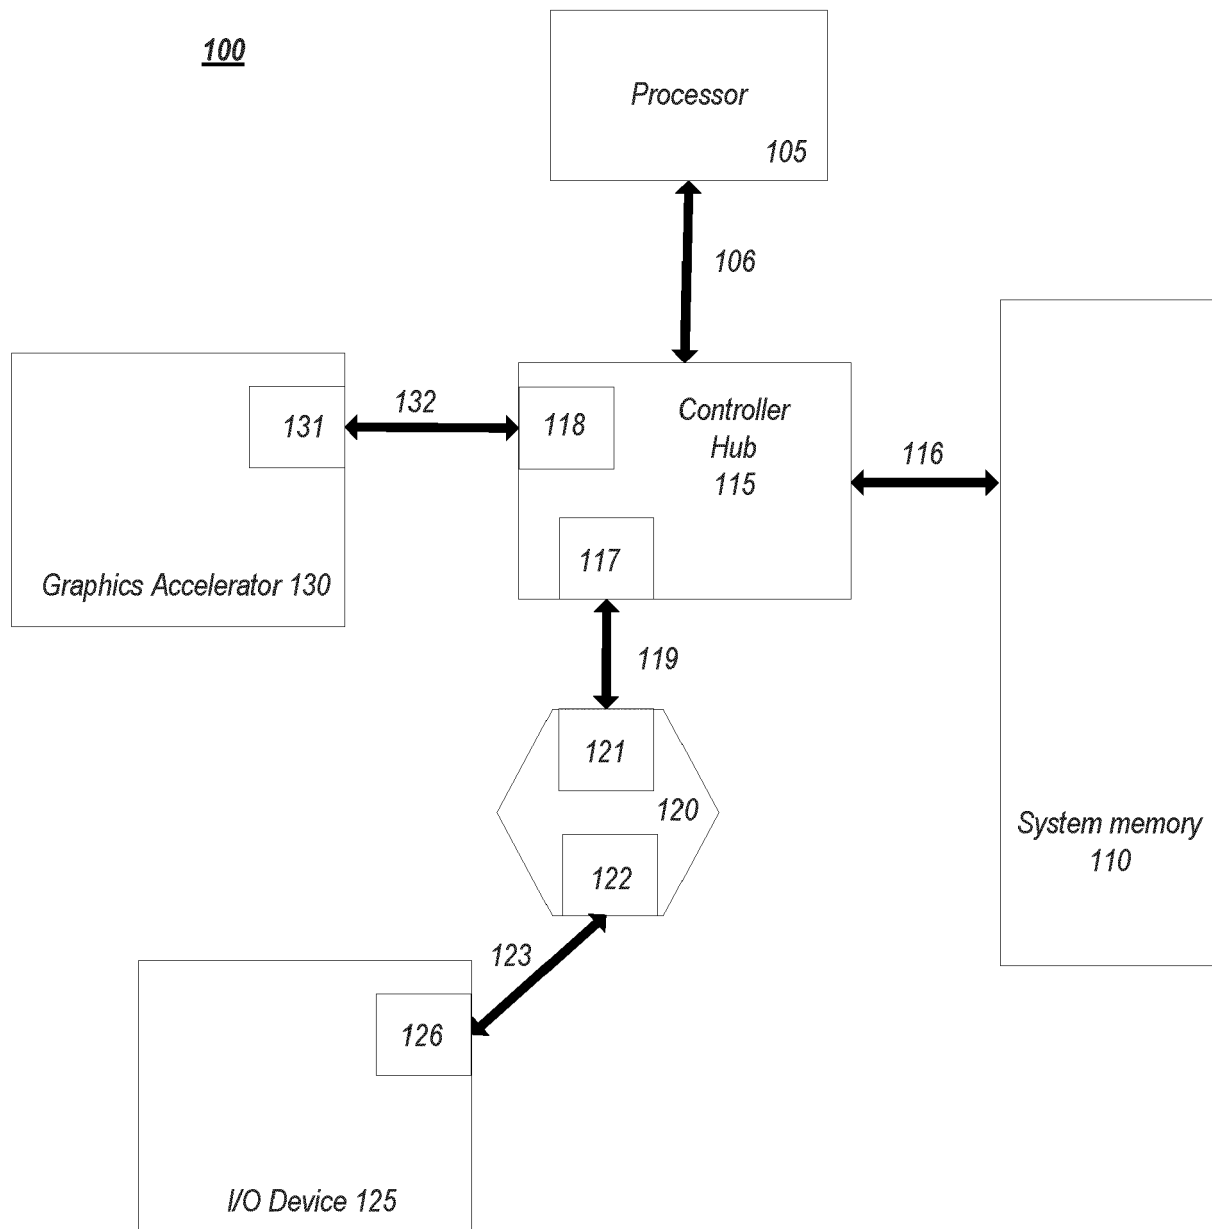 100
Processor
105
106
131
132
118
Controller
Hub
115
116
117
Graphics Accelerator 130
119
121
120
122
System memory
110
123
126
I/O Device 125